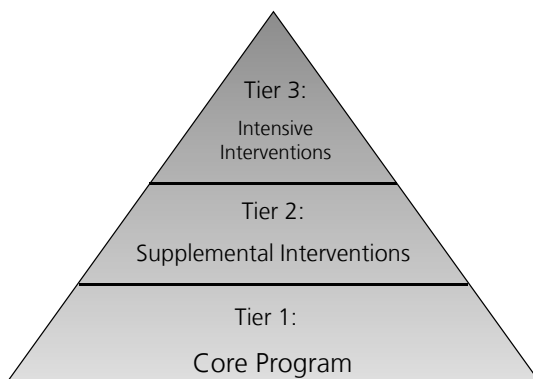 Tier 3:
Intensive
Interventions
Tier 2:
Supplemental Interventions
Tier 1:
Core Program